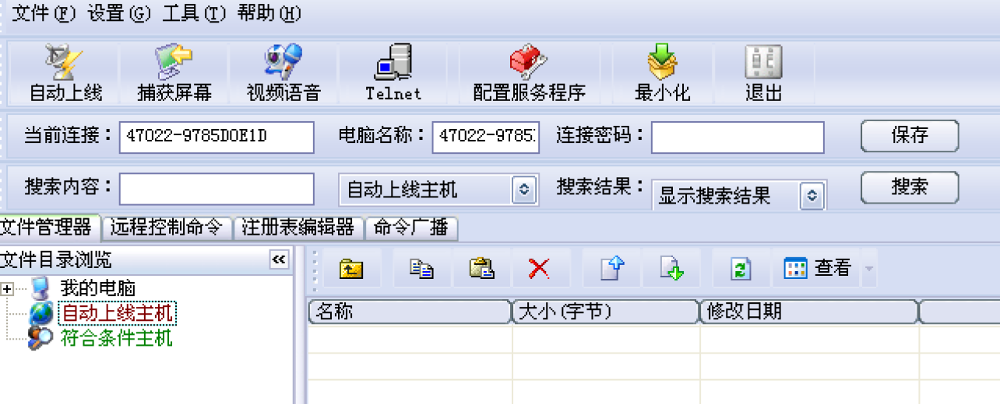 文件(F) 设置(G) 工具(T) 帮助(H)
自动上线 捕获屏幕 视频语音 Telnet 配置服务程序 最小化 退出
当前连接: 47022-9785D0E1D 电脑名称: 47022-9785 连接密码: 保存
搜索内容: 自动上线主机 搜索结果: 显示搜索结果 搜索
文件管理器 远程控制命令 注册表编辑器 命令广播
文件目录浏览 查看
我的电脑
自动上线主机 名称 大小(字节) 修改日期
符合条件主机